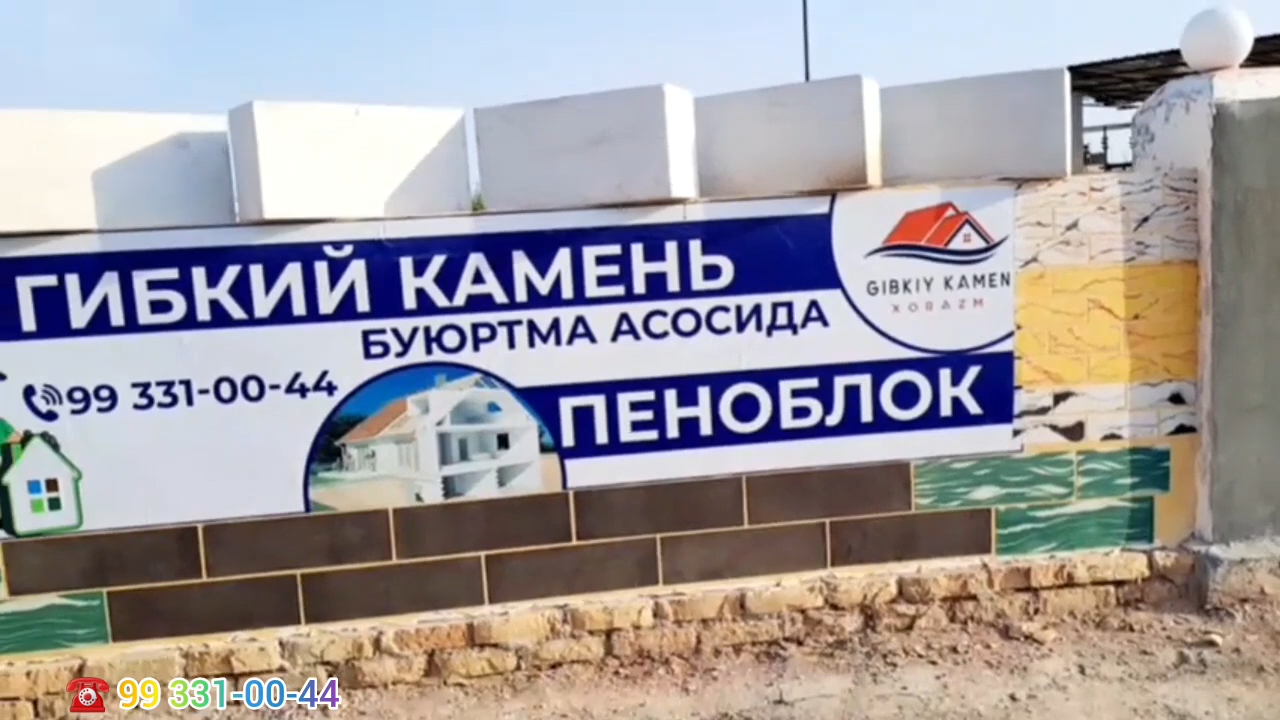 ГИБКИЙ КАМЕНЬ
БУЮРТМА АСОСИДА
99 331-00-44
ПЕНОБЛОК
GIBKIY KAMEN
XORAZM
99 331-00-44